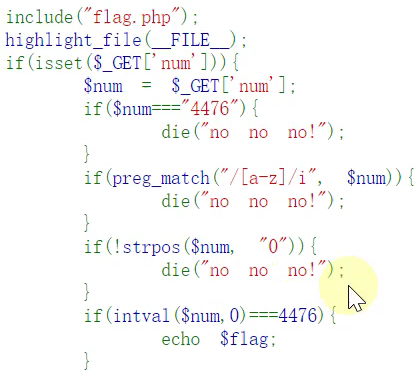 include("flag.php");
highlight_file(__FILE__);
if(isset($_GET['num'])){
$num = $_GET['num'];
if($num==="4476"){
die("no no no!");
}
if(preg_match("/[a-z]/i", $num)){
die("no no no!");
}
if(!strpos($num, "0")){
die("no no no!");
}
if(intval($num,0)===4476){
echo $flag;
}